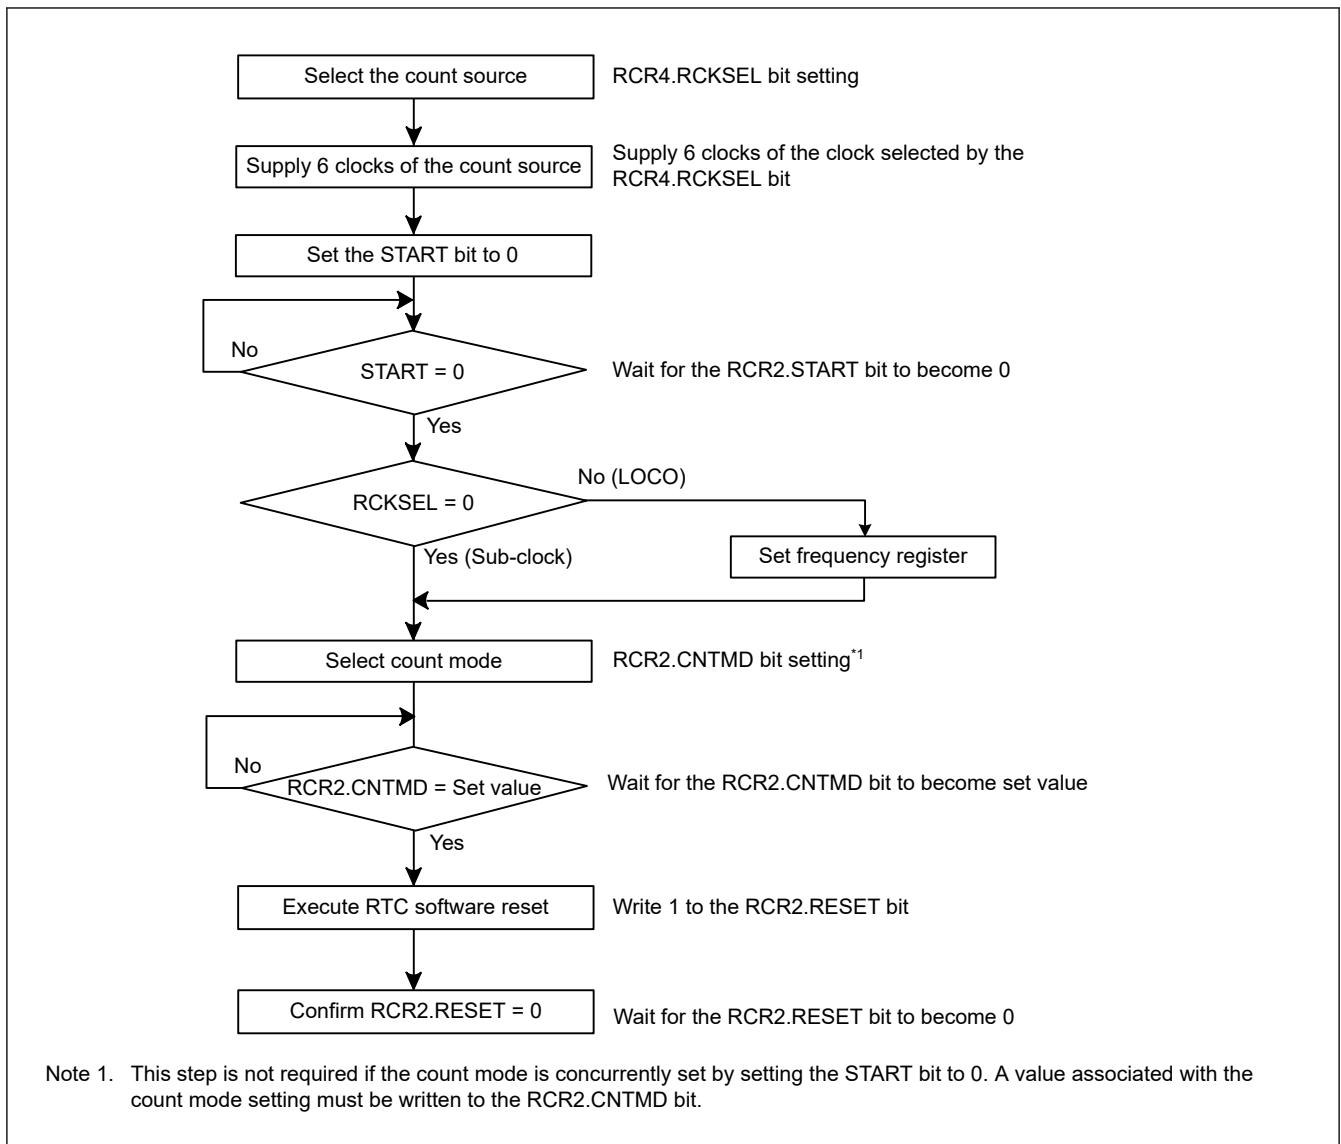 Select the count source
RCR4.RCKSEL bit setting
Supply 6 clocks of the count source
Supply 6 clocks of the clock selected by the
RCR4.RCKSEL bit
Set the START bit to 0
No
START = 0
Wait for the RCR2.START bit to become 0
Yes
No (LOCO)
RCKSEL = 0
Set frequency register
Yes (Sub-clock)
Select count mode
RCR2.CNTMD bit setting*1
No
RCR2.CNTMD = Set value
Wait for the RCR2.CNTMD bit to become set value
Yes
Execute RTC software reset
Write 1 to the RCR2.RESET bit
Confirm RCR2.RESET = 0
Wait for the RCR2.RESET bit to become 0
Note 1. This step is not required if the count mode is concurrently set by setting the START bit to 0. A value associated with the
count mode setting must be written to the RCR2.CNTMD bit.